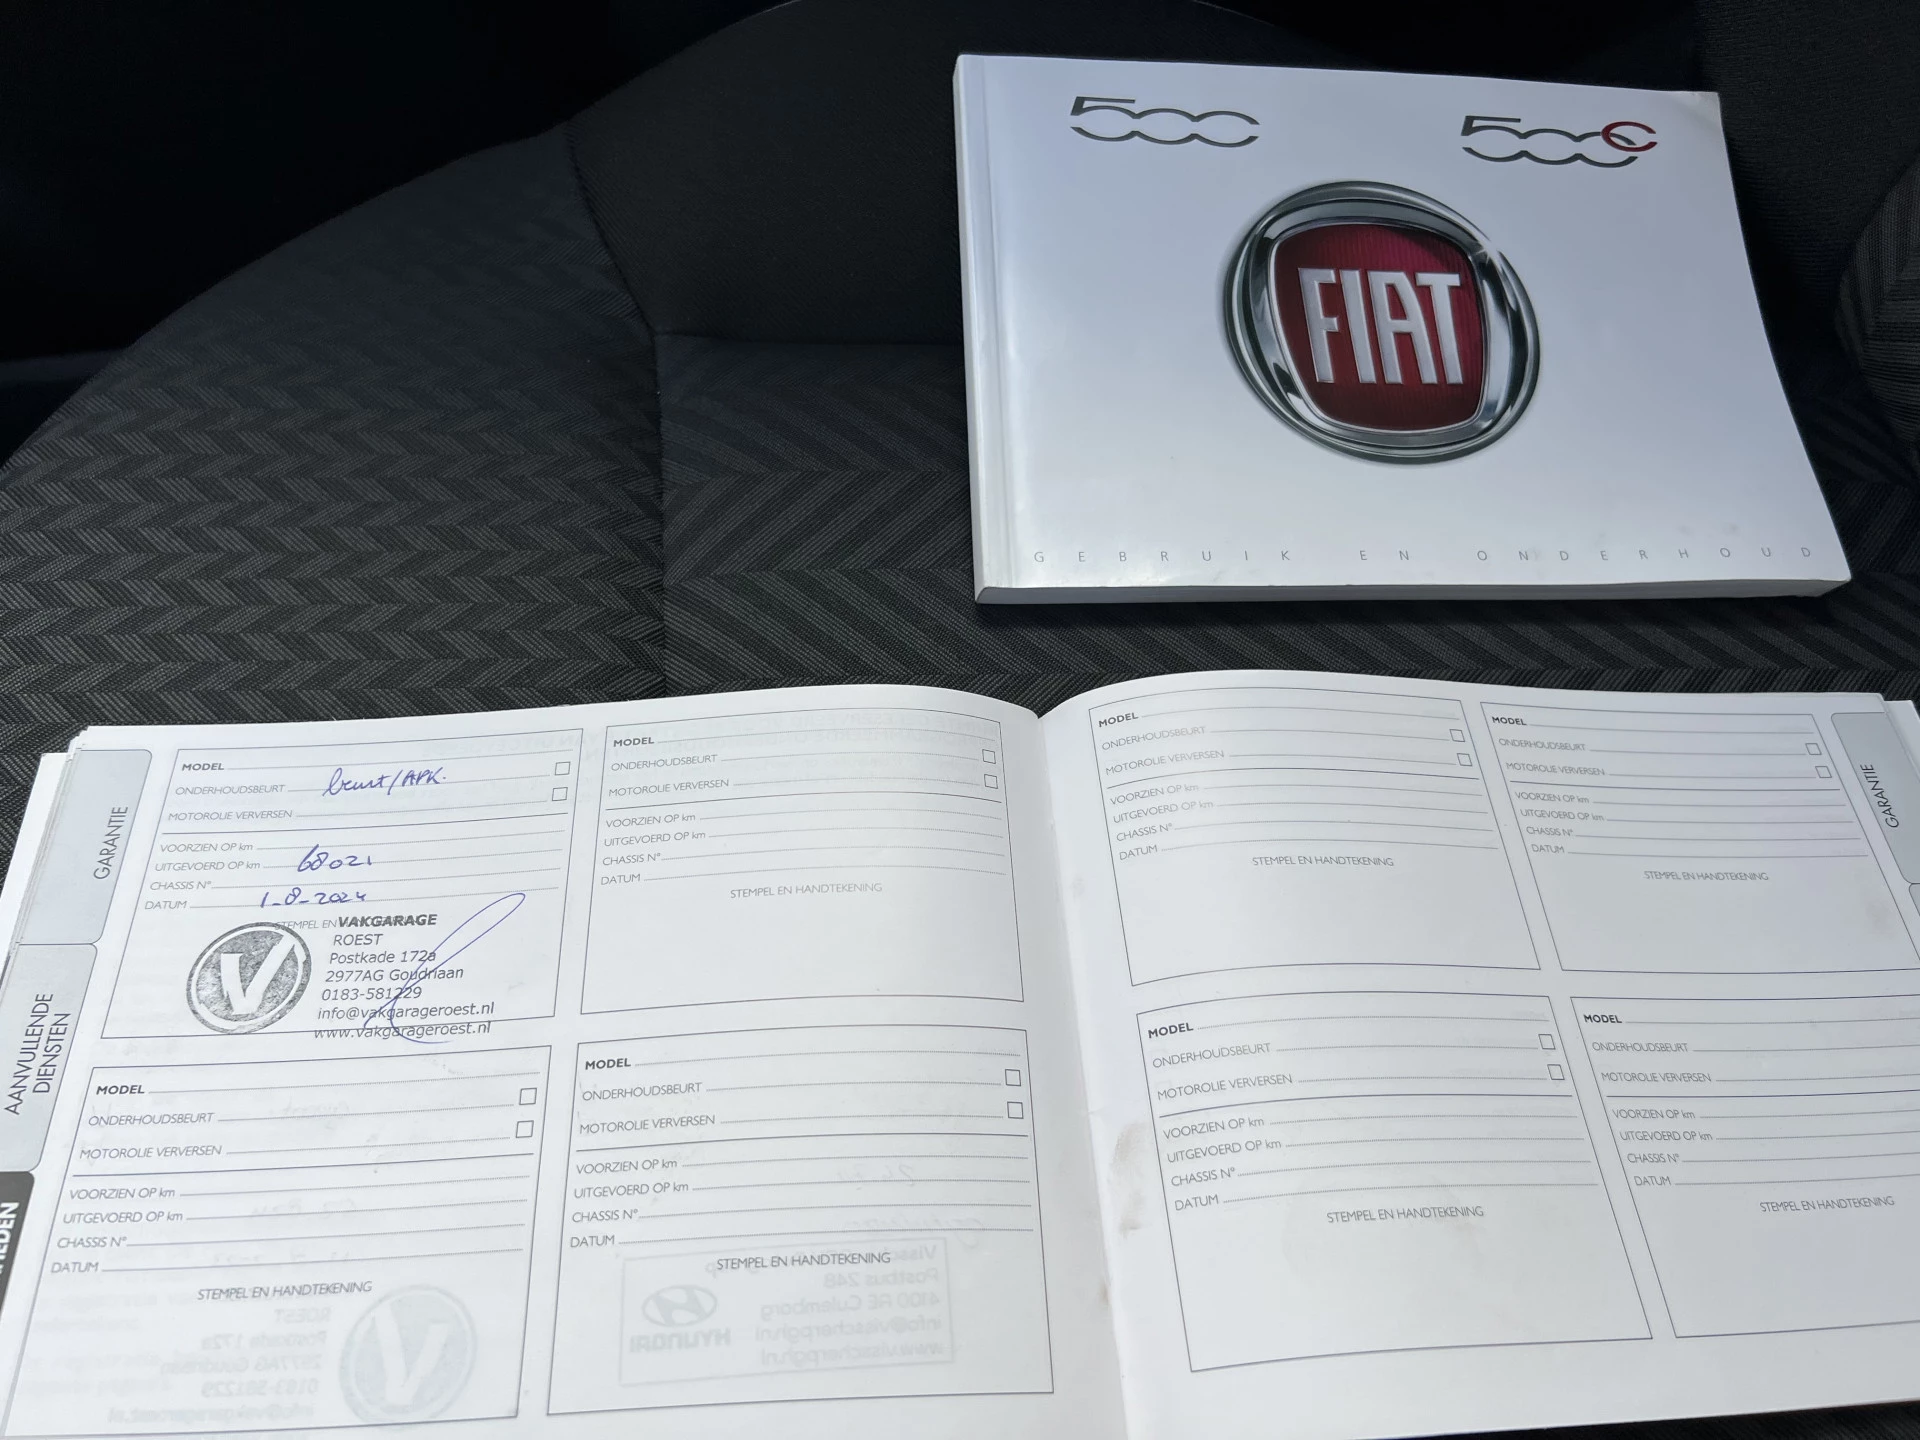 500
500C
FIAT
GEBRUIK EN ONDERHOUD
GARANTIE
AANVULLENDE
DIENSTEN
MODEL
ONDERHOUDSBEURT beurt/APK.
MOTOROLIE VERVERSEN
VOORZIEN OP km
UITGEVOERD OP km 68021
CHASSIS N°
DATUM 1-8-2024
STEMPEL EN
VAKGARAGE
ROEST
Postkade 172a
2977AG Goudriaan
0183-581229
info@vakgarageroest.nl
www.vakgarageroest.nl
MODEL
ONDERHOUDSBEURT
MOTOROLIE VERVERSEN
VOORZIEN OP km
UITGEVOERD OP km
CHASSIS N°
DATUM
STEMPEL EN HANDTEKENING
MODEL
ONDERHOUDSBEURT
MOTOROLIE VERVERSEN
VOORZIEN OP km
UITGEVOERD OP km
CHASSIS N°
DATUM
STEMPEL EN HANDTEKENING
MODEL
ONDERHOUDSBEURT
MOTOROLIE VERVERSEN
VOORZIEN OP km
UITGEVOERD OP km
CHASSIS N°
DATUM
STEMPEL EN HANDTEKENING
MODEL
ONDERHOUDSBEURT
MOTOROLIE VERVERSEN
VOORZIEN OP km
UITGEVOERD OP km
CHASSIS N°
DATUM
STEMPEL EN HANDTEKENING
MODEL
ONDERHOUDSBEURT
MOTOROLIE VERVERSEN
VOORZIEN OP km
UITGEVOERD OP km
CHASSIS N°
DATUM
STEMPEL EN HANDTEKENING
MODEL
ONDERHOUDSBEURT
MOTOROLIE VERVERSEN
VOORZIEN OP km
UITGEVOERD OP km
CHASSIS N°
DATUM
STEMPEL EN HANDTEKENING
MODEL
ONDERHOUDSBEURT
MOTOROLIE VERVERSEN
VOORZIEN OP km
UITGEVOERD OP km
CHASSIS N°
DATUM
STEMPEL EN HANDTEKENING
GARANTIE